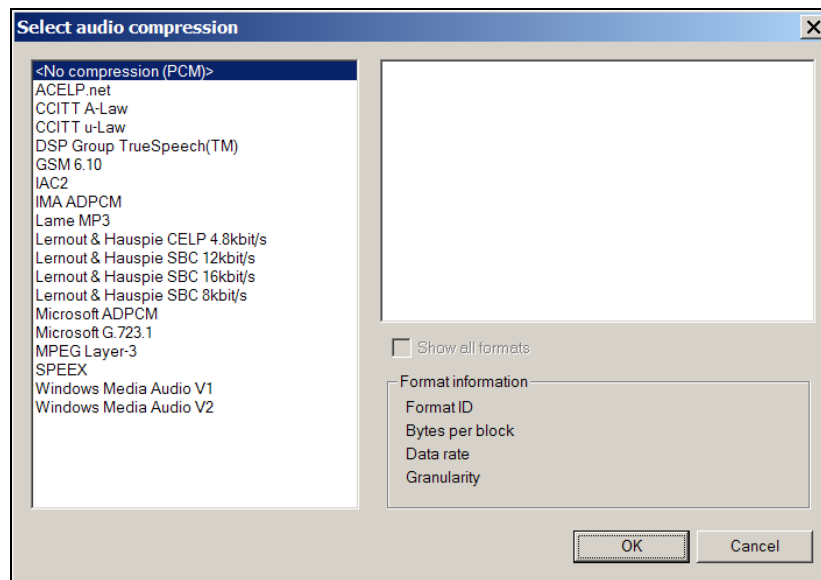 Select audio compression
<No compression (PCM)>
ACELP.net
CCITT A-Law
CCITT u-Law
DSP Group TrueSpeech(TM)
GSM 6.10
IAC2
IMA ADPCM
Lame MP3
Lernout & Hauspie CELP 4.8kbit/s
Lernout & Hauspie SBC 12kbit/s
Lernout & Hauspie SBC 16kbit/s
Lernout & Hauspie SBC 8kbit/s
Microsoft ADPCM
Microsoft G.723.1
MPEG Layer-3
SPEEX
Windows Media Audio V1
Windows Media Audio V2
Show all formats
Format information
Format ID
Bytes per block
Data rate
Granularity
OK
Cancel